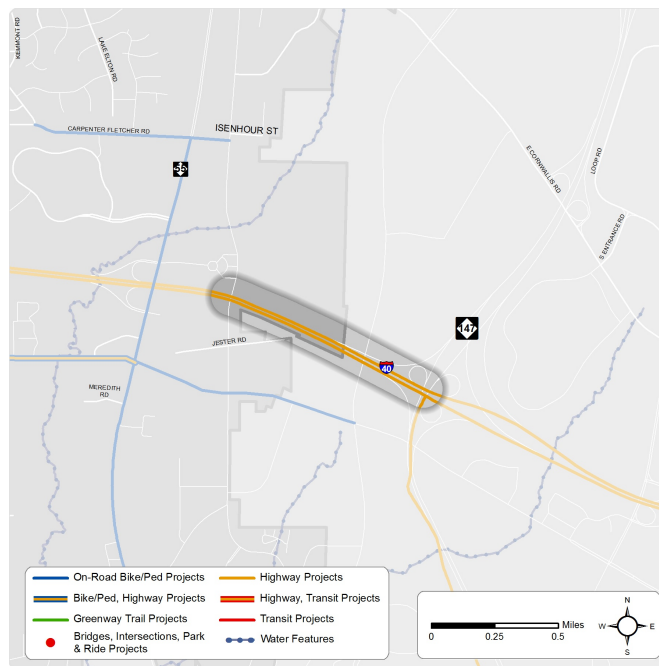 KEMMONT RD
LAKE ELTON RD
CARPENTER FLETCHER RD
ISENHOUR ST
E CORNWALLIS RD
LOOP RD
S ENTRANCE RD
147
JESTER RD
40
MEREDITH
RD
On-Road Bike/Ped Projects
Highway Projects
Bike/Ped, Highway Projects
Highway, Transit Projects
Greenway Trail Projects
Transit Projects
Bridges, Intersections, Park
& Ride Projects
Water Features
Miles
0 0.25 0.5
N
W E
S